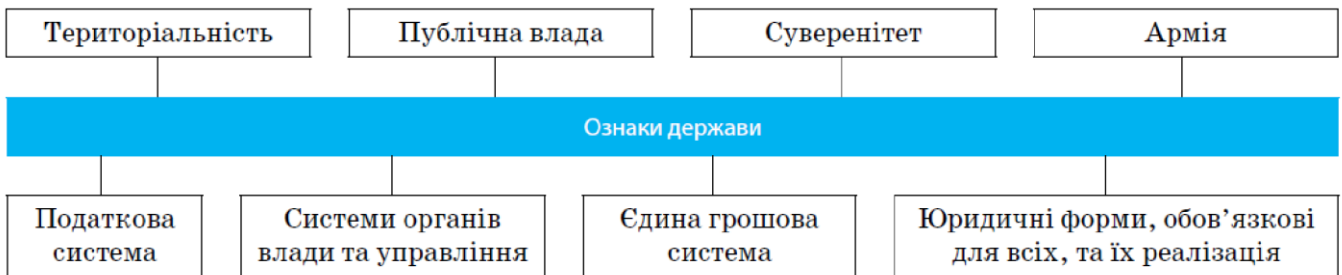 Територіальність
Публічна влада
Суверенітет
Армія
Ознаки держави
Податкова
система
Системи органів
влади та управління
Єдина грошова
система
Юридичні форми, обов’язкові
для всіх, та їх реалізація